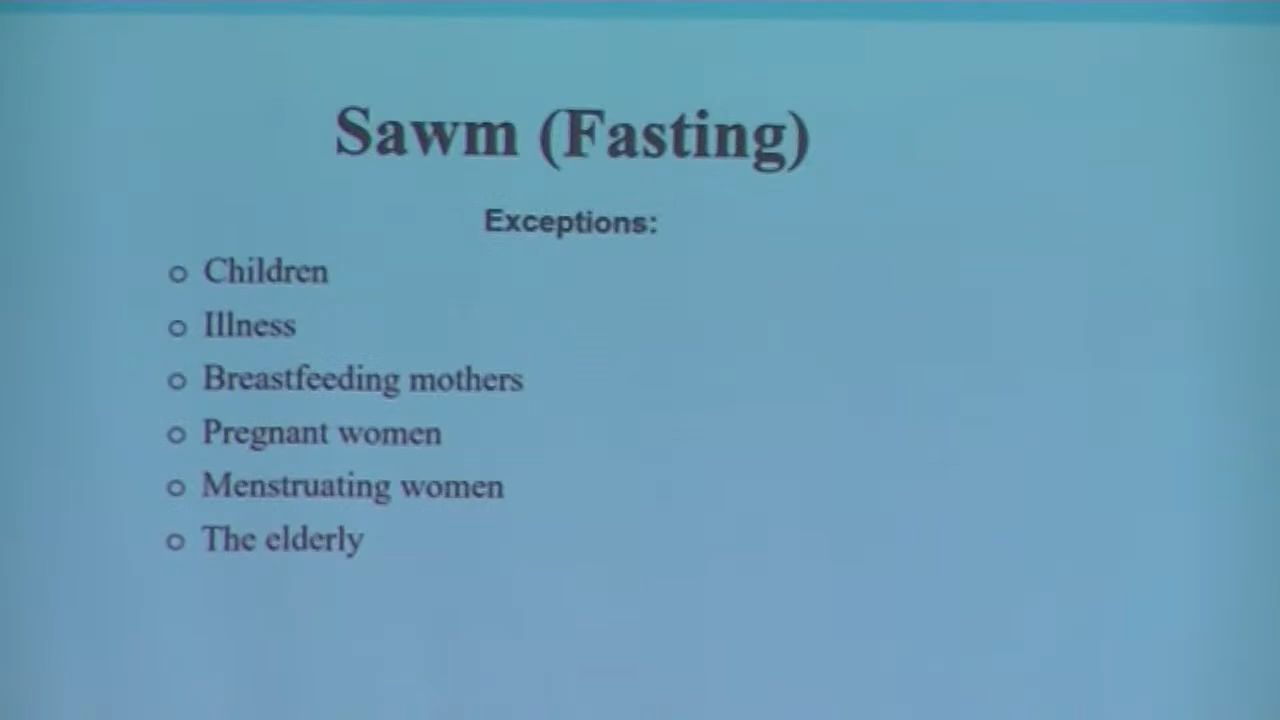 Sawm (Fasting)
Exceptions:
o Children
o Illness
o Breastfeeding mothers
o Pregnant women
o Menstruating women
o The elderly